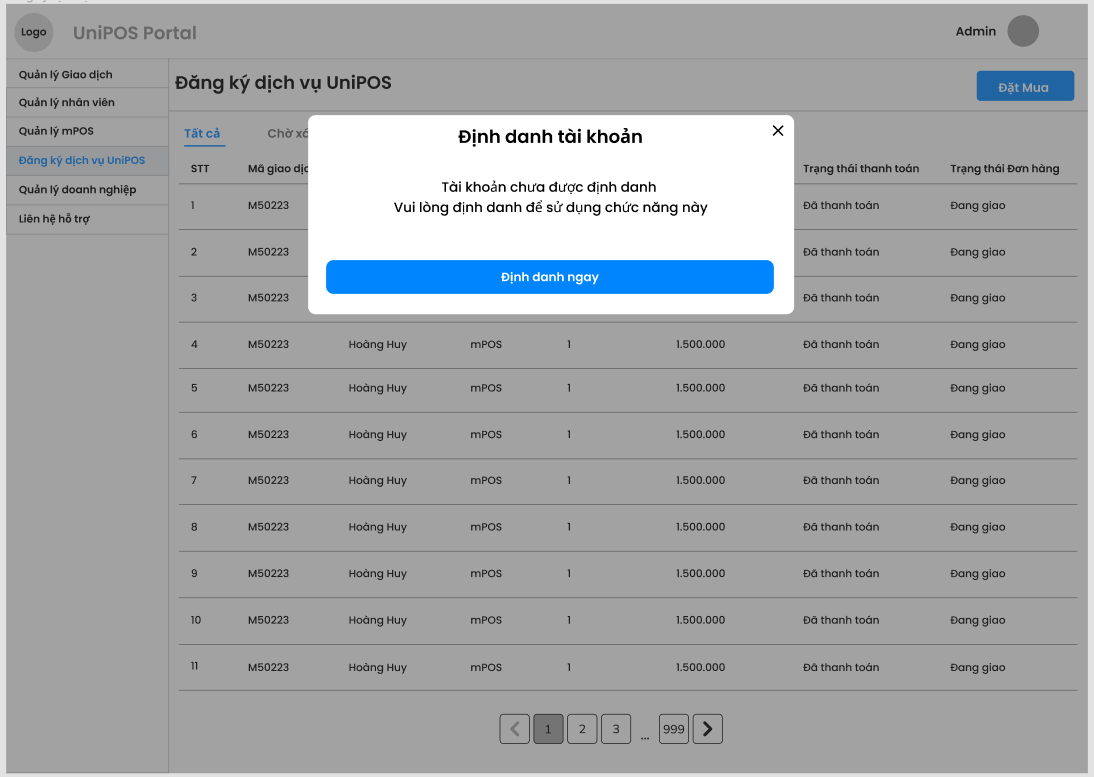 Logo
UniPOS Portal
Admin
Quản lý Giao dịch
Quản lý nhân viên
Quản lý mPOS
Đăng ký dịch vụ UniPOS
Quản lý doanh nghiệp
Liên hệ hỗ trợ
Đăng ký dịch vụ UniPOS
Đặt Mua
Tất cả Chờ
Định danh tài khoản
Tài khoản chưa được định danh
Vui lòng định danh để sử dụng chức năng này
Định danh ngay
STT Mã giao Trạng thái thanh toán Trạng thái Đơn hàng
1 M50223 Đã thanh toán Đang giao
2 M50223 Đã thanh toán Đang giao
3 M50223 Đã thanh toán Đang giao
4 M50223 Hoàng Huy mPOS 1 1.500.000 Đã thanh toán Đang giao
5 M50223 Hoàng Huy mPOS 1 1.500.000 Đã thanh toán Đang giao
6 M50223 Hoàng Huy mPOS 1 1.500.000 Đã thanh toán Đang giao
7 M50223 Hoàng Huy mPOS 1 1.500.000 Đã thanh toán Đang giao
8 M50223 Hoàng Huy mPOS 1 1.500.000 Đã thanh toán Đang giao
9 M50223 Hoàng Huy mPOS 1 1.500.000 Đã thanh toán Đang giao
10 M50223 Hoàng Huy mPOS 1 1.500.000 Đã thanh toán Đang giao
11 M50223 Hoàng Huy mPOS 1 1.500.000 Đã thanh toán Đang giao
1 2 3 ... 999